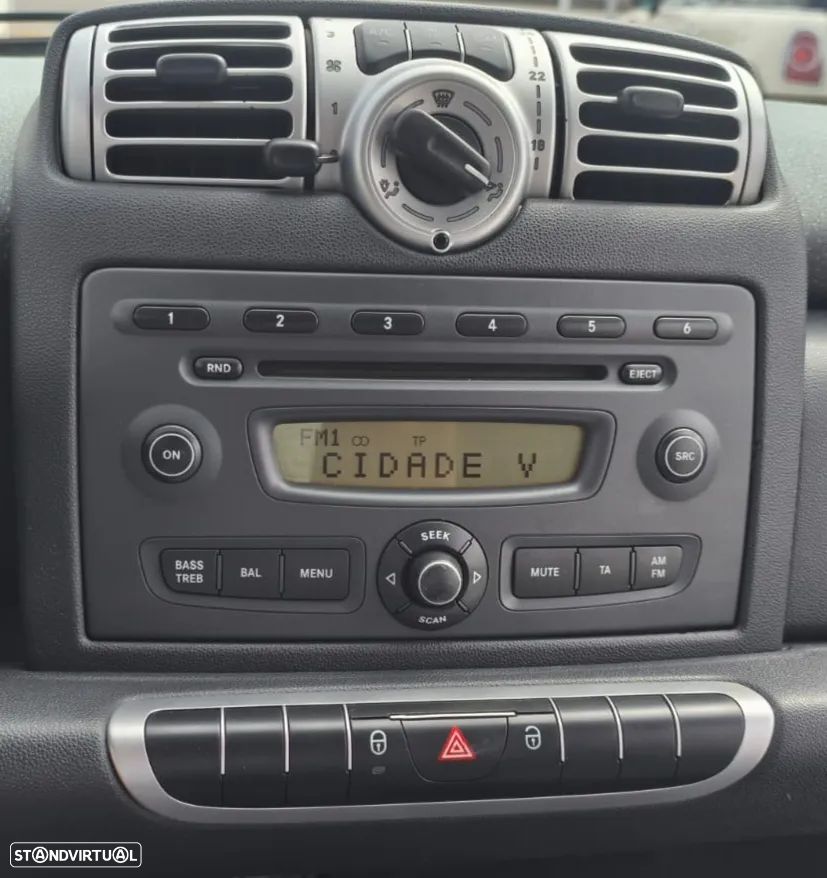 A/C
22
18
1
1 2 3 4 5 6
RND EJECT
FM1 TP
ON CIDADE V SRC
SEEK
BASS TREB BAL MENU MUTE TA AM FM
SCAN
STANDVIRTUAL